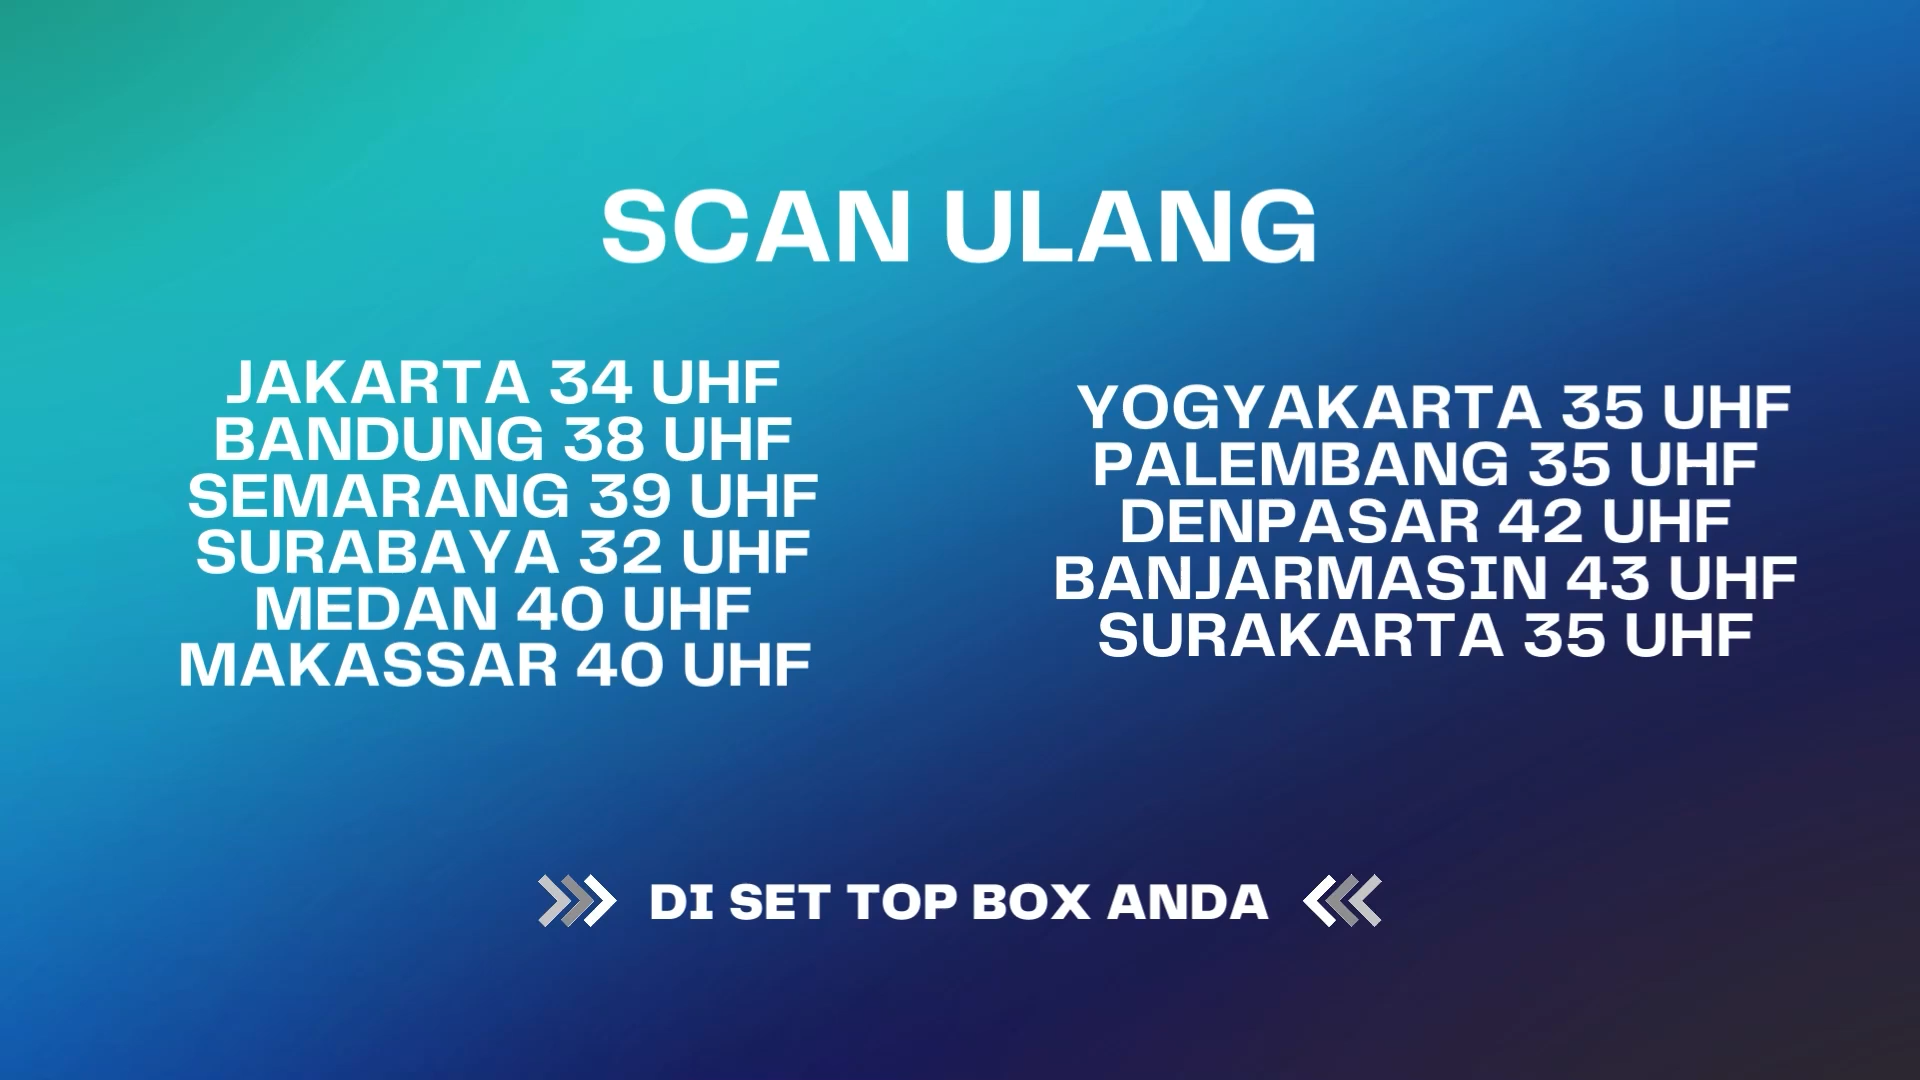 SCAN ULANG
JAKARTA 34 UHF
BANDUNG 38 UHF
SEMARANG 39 UHF
SURABAYA 32 UHF
MEDAN 40 UHF
MAKASSAR 40 UHF
YOGYAKARTA 35 UHF
PALEMBANG 35 UHF
DENPASAR 42 UHF
BANJARMASIN 43 UHF
SURAKARTA 35 UHF
DI SET TOP BOX ANDA